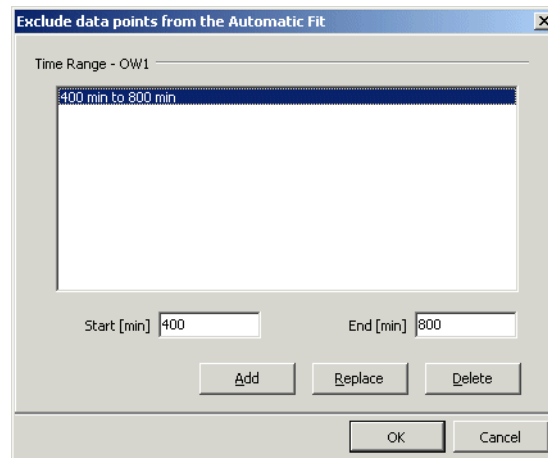 Exclude data points from the Automatic Fit
Time Range - OW1
400 min to 800 min
Start [min] 400 End [min] 800
Add Replace Delete
OK Cancel